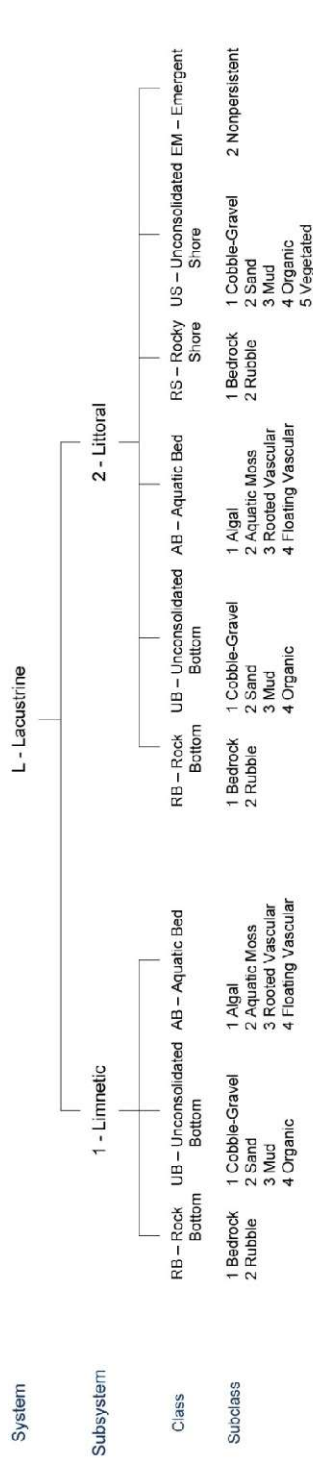 System
L - Lacustrine
Subsystem
1 - Limnetic
2 - Littoral
Class
RB – Rock
Bottom
UB – Unconsolidated
Bottom
AB – Aquatic Bed
RB – Rock
Bottom
UB – Unconsolidated
Bottom
AB – Aquatic Bed
RS – Rocky
Shore
US – Unconsolidated
Shore
EM – Emergent
Subclass
1 Bedrock
2 Rubble
1 Cobble-Gravel
2 Sand
3 Mud
4 Organic
1 Algal
2 Aquatic Moss
3 Rooted Vascular
4 Floating Vascular
1 Bedrock
2 Rubble
1 Cobble-Gravel
2 Sand
3 Mud
4 Organic
1 Algal
2 Aquatic Moss
3 Rooted Vascular
4 Floating Vascular
1 Bedrock
2 Rubble
1 Cobble-Gravel
2 Sand
3 Mud
4 Organic
5 Vegetated
2 Nonpersistent